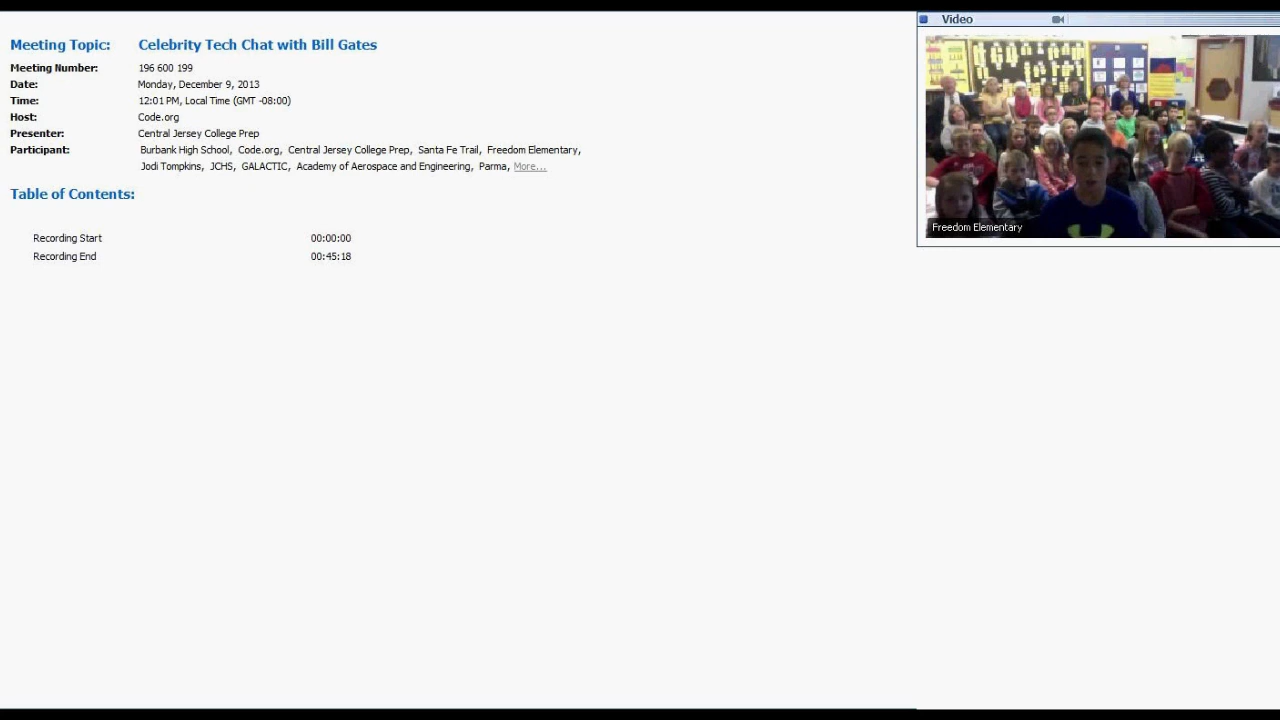 Video
Meeting Topic: Celebrity Tech Chat with Bill Gates
Meeting Number: 196 600 199
Date: Monday, December 9, 2013
Time: 12:01 PM, Local Time (GMT -08:00)
Host: Code.org
Presenter: Central Jersey College Prep
Participant: Burbank High School, Code.org, Central Jersey College Prep, Santa Fe Trail, Freedom Elementary,
Jodi Tompkins, JCHS, GALACTIC, Academy of Aerospace and Engineering, Parma, More...
Table of Contents:
Recording Start 00:00:00
Recording End 00:45:18
Freedom Elementary